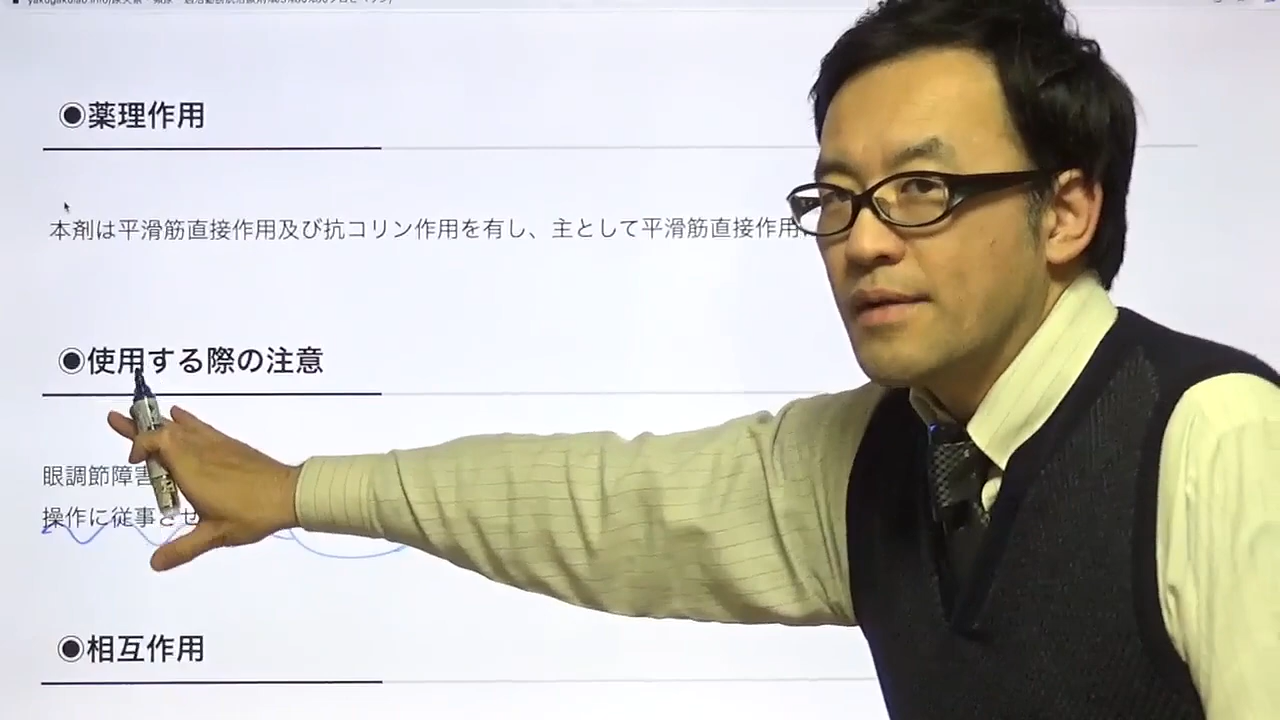 ◉薬理作用
本剤は平滑筋直接作用及び抗コリン作用を有し、主として平滑筋直接作用
◉使用する際の注意
眼調節障害
操作に従事させ
◉相互作用